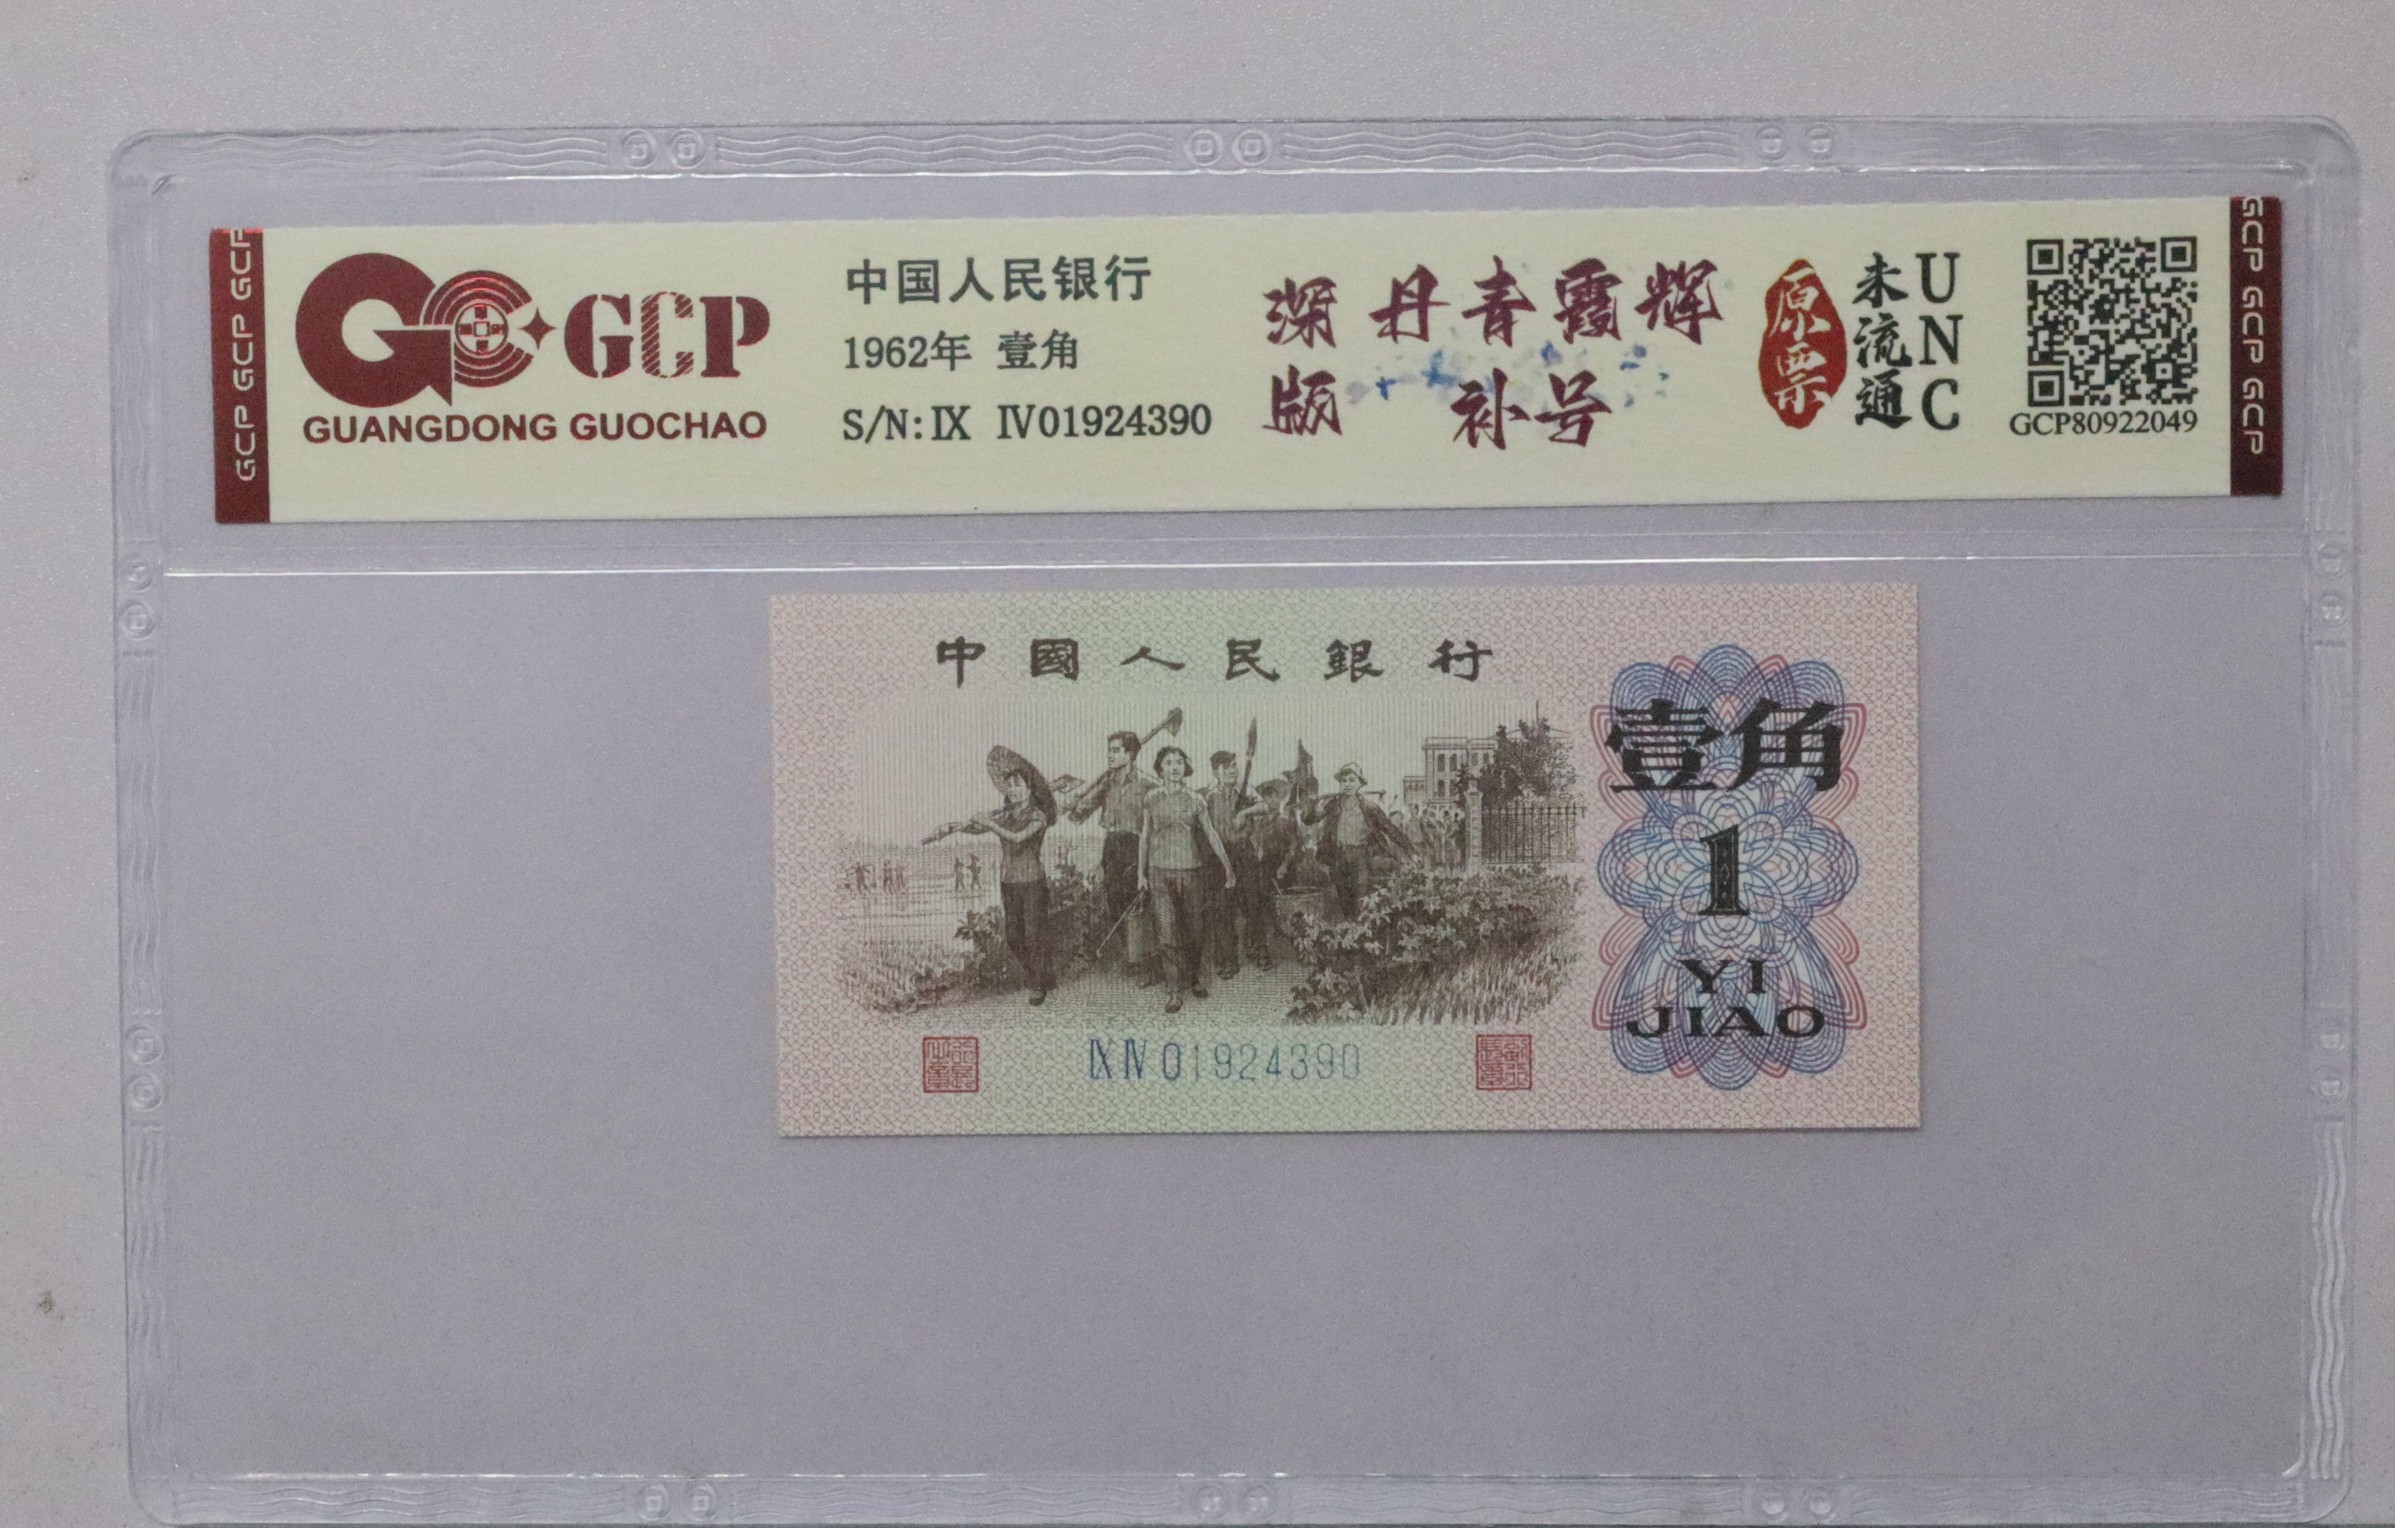 GCP GCP GCP
GCP
GUANGDONG GUOCHAO
中国人民银行
1962年 壹角
S/N: IX IV01924390
深版
丹青霞辉
补号
原票
未流通
UNC
GCP80922049
GCP GCP GCP
中國人民銀行
壹角
1
YI
JIAO
IX IV 01924390